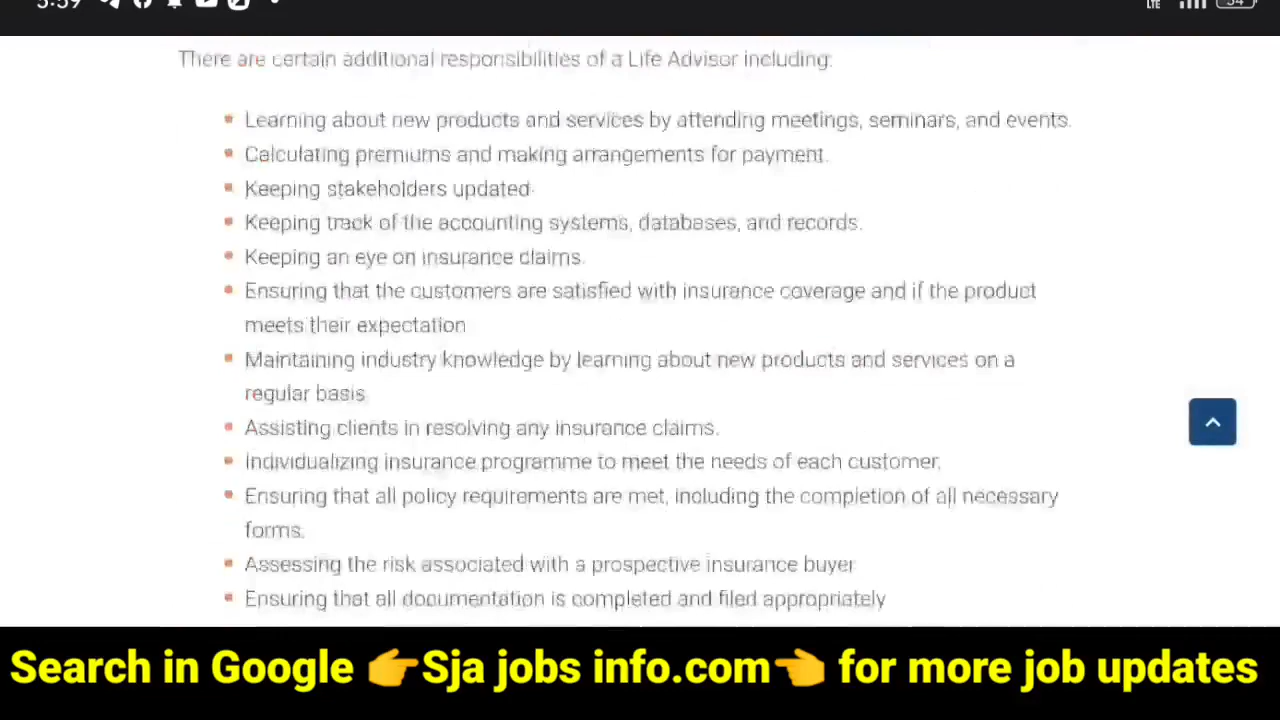 5:59
LTE
54
There are certain additional responsibilities of a Life Advisor including:
Learning about new products and services by attending meetings, seminars, and events.
Calculating premiums and making arrangements for payment.
Keeping stakeholders updated
Keeping track of the accounting systems, databases, and records.
Keeping an eye on insurance claims.
Ensuring that the customers are satisfied with insurance coverage and if the product
meets their expectation
Maintaining industry knowledge by learning about new products and services on a
regular basis
Assisting clients in resolving any insurance claims.
Individualizing insurance programme to meet the needs of each customer.
Ensuring that all policy requirements are met, including the completion of all necessary
forms.
Assessing the risk associated with a prospective insurance buyer
Ensuring that all documentation is completed and filed appropriately
Search in Google 👉Sja jobs info.com👈 for more job updates